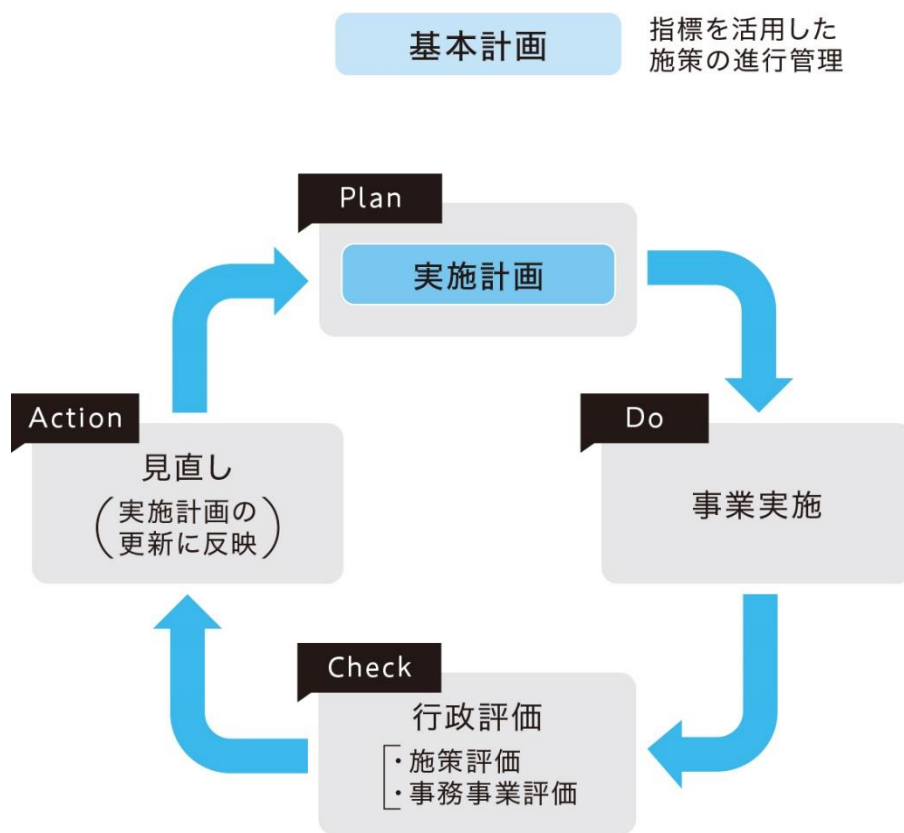 基本計画
指標を活用した
施策の進行管理
Plan
実施計画
Do
事業実施
Check
行政評価
・施策評価
・事務事業評価
Action
見直し
(実施計画の
更新に反映)